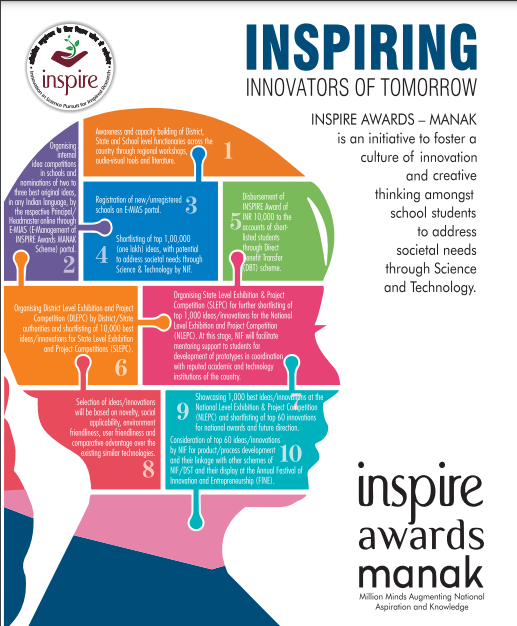 inspire
Innovation in Science Pursuit for Inspired Research
INSPIRING
INNOVATORS OF TOMORROW
INSPIRE AWARDS – MANAK
is an initiative to foster a
culture of innovation
and creative
thinking amongst
school students
to address
societal needs
through Science
and Technology.
Awareness and capacity building of District,
State and School level functionaries across the
country through regional workshops,
audio-visual tools and literature.
1
Organising
internal
idea competitions
in schools and
nominations of two to
three best original ideas,
in any Indian language, by
the respective Principal/
Headmaster online through
E-MIAS (E-Management of
INSPIRE Awards MANAK
Scheme) portal.
2
Registration of new/unregistered
schools on E-MIAS portal.
3
4
Shortlisting of top 1,00,000
(one lakh) ideas, with potential
to address societal needs through
Science & Technology by NIF.
Disbursement of
INSPIRE Award of
INR 10,000 to the
accounts of short-
listed students
through Direct
Benefit Transfer
(DBT) scheme.
5
Organising District Level Exhibition and Project
Competition (DLEPC) by District/State
authorities and shortlisting of 10,000 best
ideas/innovations for State Level Exhibition
and Project Competitions (SLEPC).
6
Organising State Level Exhibition & Project
Competition (SLEPC) for further shortlisting of
top 1,000 ideas/innovations for the National
Level Exhibition and Project Competition
(NLEPC). At this stage, NIF will facilitate
mentoring support to students for
development of prototypes in coordination
with reputed academic and technology
institutions of the country.
7
Selection of ideas/innovations
will be based on novelty, social
applicability, environment
friendliness, user friendliness and
comparative advantage over the
existing similar technologies.
8
9
Showcasing 1,000 best ideas/innovations at the
National Level Exhibition & Project Competition
(NLEPC) and shortlisting of top 60 innovations
for national awards and future direction.
Consideration of top 60 ideas/innovations
by NIF for product/process development
and their linkage with other schemes of
NIF/DST and their display at the Annual Festival of
Innovation and Entrepreneurship (FINE).
10
inspire
awards
manak
Million Minds Augmenting National
Aspiration and Knowledge